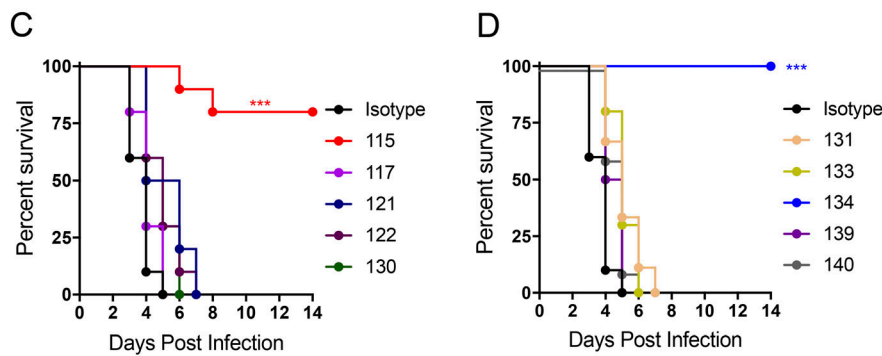 C
Percent survival
100
75
50
25
0
0 2 4 6 8 10 12 14
Days Post Infection
***
Isotype
115
117
121
122
130
D
Percent survival
100
75
50
25
0
0 2 4 6 8 10 12 14
Days Post Infection
***
Isotype
131
133
134
139
140